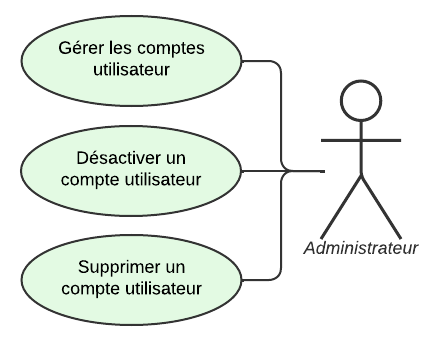 Gérer les comptes
utilisateur
Désactiver un
compte utilisateur
Supprimer un
compte utilisateur
Administrateur